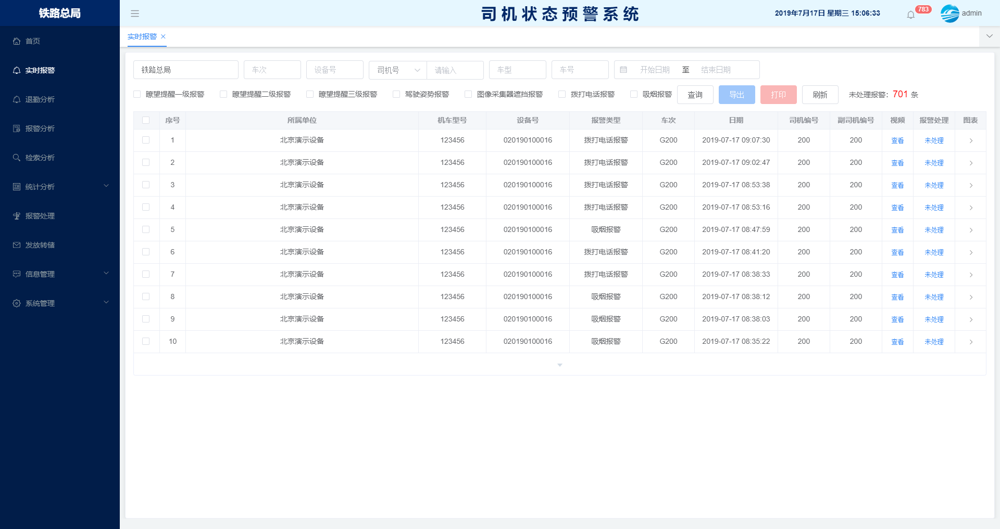 铁路总局
司机状态预警系统
2019年7月17日 星期三 15:06:33
783
admin
首页
实时报警
退勤分析
报警分析
检索分析
统计分析
报警处理
发放转储
信息管理
系统管理
实时报警
铁路总局 车次 设备号 司机号 请输入 车型 车号 开始日期 至 结束日期
瞭望提醒一级报警 瞭望提醒二级报警 瞭望提醒三级报警 驾驶姿势报警 图像采集器遮挡报警 拨打电话报警 吸烟报警 查询 导出 打印 刷新 未处理报警：701 条
序号 所属单位 机车型号 设备号 报警类型 车次 日期 司机编号 副司机编号 视频 报警处理 图表
1 北京演示设备 123456 020190100016 拨打电话报警 G200 2019-07-17 09:07:30 200 200 查看 未处理
2 北京演示设备 123456 020190100016 拨打电话报警 G200 2019-07-17 09:02:47 200 200 查看 未处理
3 北京演示设备 123456 020190100016 拨打电话报警 G200 2019-07-17 08:53:38 200 200 查看 未处理
4 北京演示设备 123456 020190100016 拨打电话报警 G200 2019-07-17 08:53:16 200 200 查看 未处理
5 北京演示设备 123456 020190100016 吸烟报警 G200 2019-07-17 08:47:59 200 200 查看 未处理
6 北京演示设备 123456 020190100016 拨打电话报警 G200 2019-07-17 08:41:20 200 200 查看 未处理
7 北京演示设备 123456 020190100016 拨打电话报警 G200 2019-07-17 08:38:33 200 200 查看 未处理
8 北京演示设备 123456 020190100016 吸烟报警 G200 2019-07-17 08:38:12 200 200 查看 未处理
9 北京演示设备 123456 020190100016 吸烟报警 G200 2019-07-17 08:38:03 200 200 查看 未处理
10 北京演示设备 123456 020190100016 吸烟报警 G200 2019-07-17 08:35:22 200 200 查看 未处理